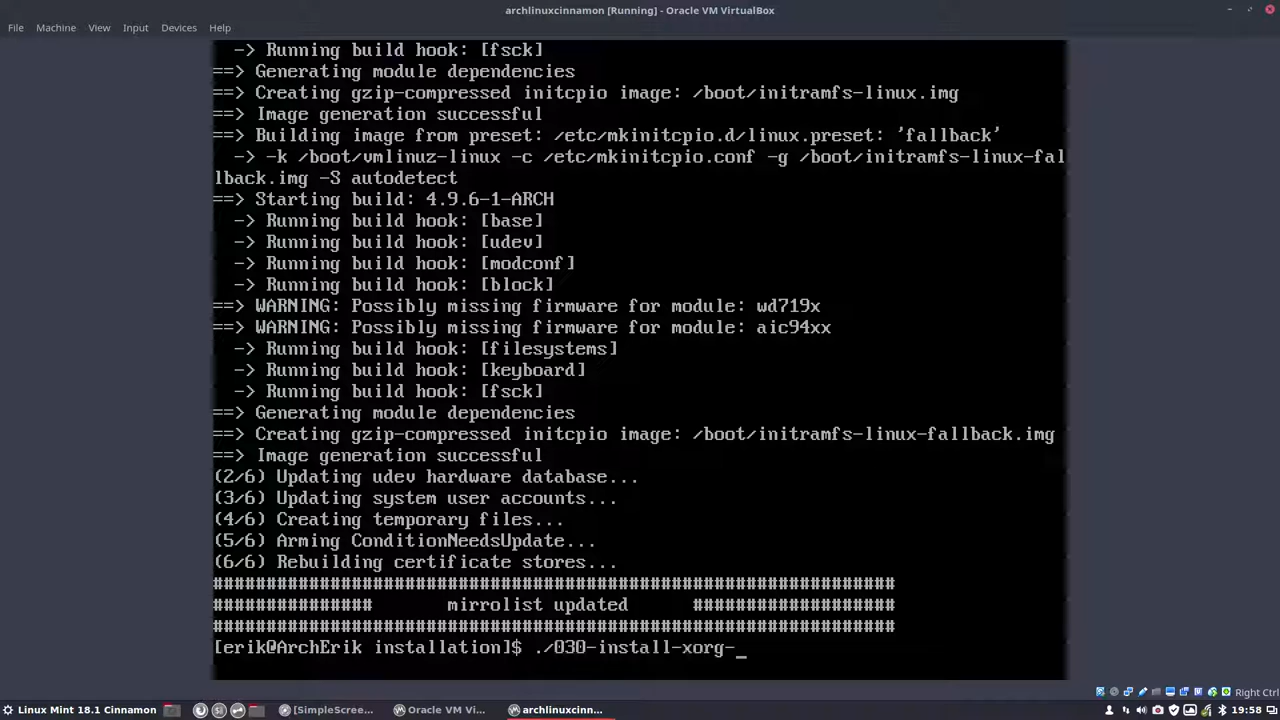 archlinuxcinnamon [Running] - Oracle VM VirtualBox
File Machine View Input Devices Help
-> Running build hook: [fsck]
==> Generating module dependencies
==> Creating gzip-compressed initcpio image: /boot/initramfs-linux.img
==> Image generation successful
==> Building image from preset: /etc/mkinitcpio.d/linux.preset: 'fallback'
-> -k /boot/vmlinuz-linux -c /etc/mkinitcpio.conf -g /boot/initramfs-linux-fal
lback.img -S autodetect
==> Starting build: 4.9.6-1-ARCH
-> Running build hook: [base]
-> Running build hook: [udev]
-> Running build hook: [modconf]
-> Running build hook: [block]
==> WARNING: Possibly missing firmware for module: wd719x
==> WARNING: Possibly missing firmware for module: aic94xx
-> Running build hook: [filesystems]
-> Running build hook: [keyboard]
-> Running build hook: [fsck]
==> Generating module dependencies
==> Creating gzip-compressed initcpio image: /boot/initramfs-linux-fallback.img
==> Image generation successful
(2/6) Updating udev hardware database...
(3/6) Updating system user accounts...
(4/6) Creating temporary files...
(5/6) Arming ConditionNeedsUpdate...
(6/6) Rebuilding certificate stores...
################################################################
############### mirrolist updated ###################
################################################################
[erik@ArchErik installation]$ ./030-install-xorg-_
Right Ctrl
Linux Mint 18.1 Cinnamon [SimpleScree... Oracle VM Vi... archlinuxcinn... 19:58